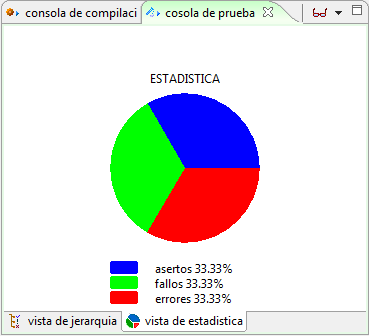 consola de compilaci
cosola de prueba
ESTADISTICA
asertos 33.33%
fallos 33.33%
errores 33.33%
vista de jerarquia
vista de estadistica